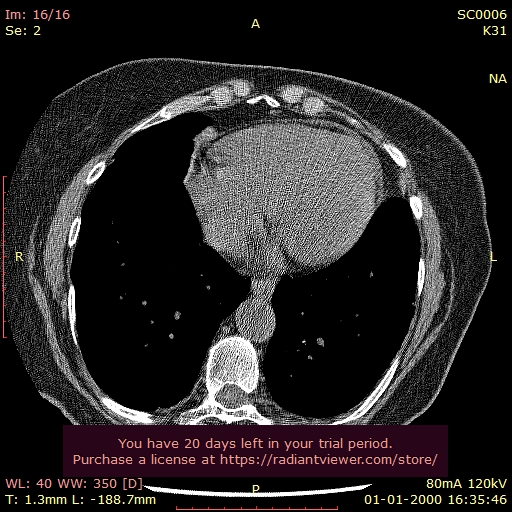 Im: 16/16
Se: 2
A
SC0006
K31
NA
R
L
You have 20 days left in your trial period.
Purchase a license at https://radiantviewer.com/store/
WL: 40 WW: 350 [D]
T: 1.3mm L: -188.7mm
P
80mA 120kV
01-01-2000 16:35:46